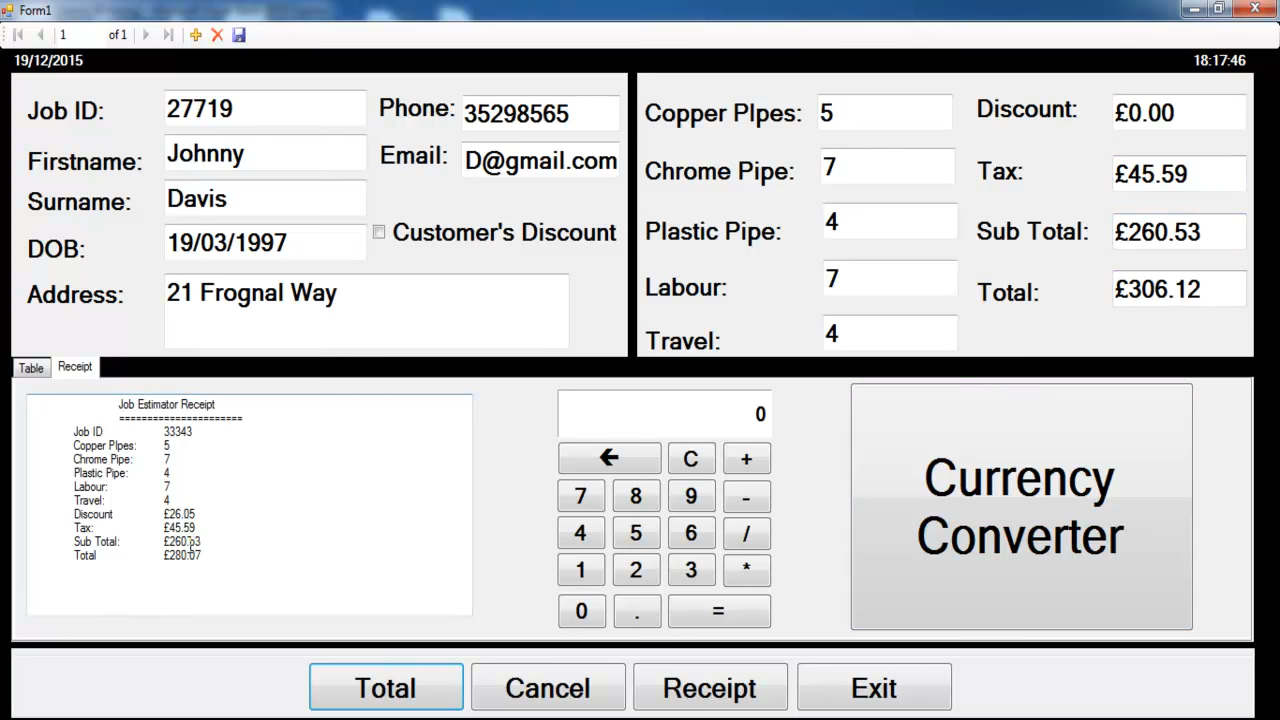 Form1
1 of 1
19/12/2015 18:17:46
Job ID: 27719
Firstname: Johnny
Surname: Davis
DOB: 19/03/1997
Address: 21 Frognal Way
Phone: 35298565
Email: D@gmail.com
Customer's Discount
Copper PIpes: 5
Chrome Pipe: 7
Plastic Pipe: 4
Labour: 7
Travel: 4
Discount: £0.00
Tax: £45.59
Sub Total: £260.53
Total: £306.12
Table Receipt
Job Estimator Receipt
======================
Job ID 33343
Copper PIpes: 5
Chrome Pipe: 7
Plastic Pipe: 4
Labour: 7
Travel: 4
Discount £26.05
Tax: £45.59
Sub Total: £260.53
Total £280.07
0
C +
7 8 9 -
4 5 6 /
1 2 3 *
0 . =
Currency
Converter
Total Cancel Receipt Exit